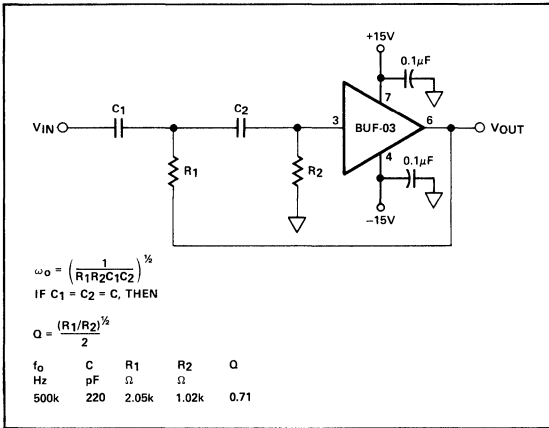 +15V
0.1μF
7
C1
C2
VIN
3
BUF-03
6
VOUT
R1
R2
4
0.1μF
−15V
ωo = (1/R1R2C1C2)^½
IF C1 = C2 = C, THEN
Q = (R1/R2)^½/2
fo C R1 R2 Q
Hz pF Ω Ω
500k 220 2.05k 1.02k 0.71